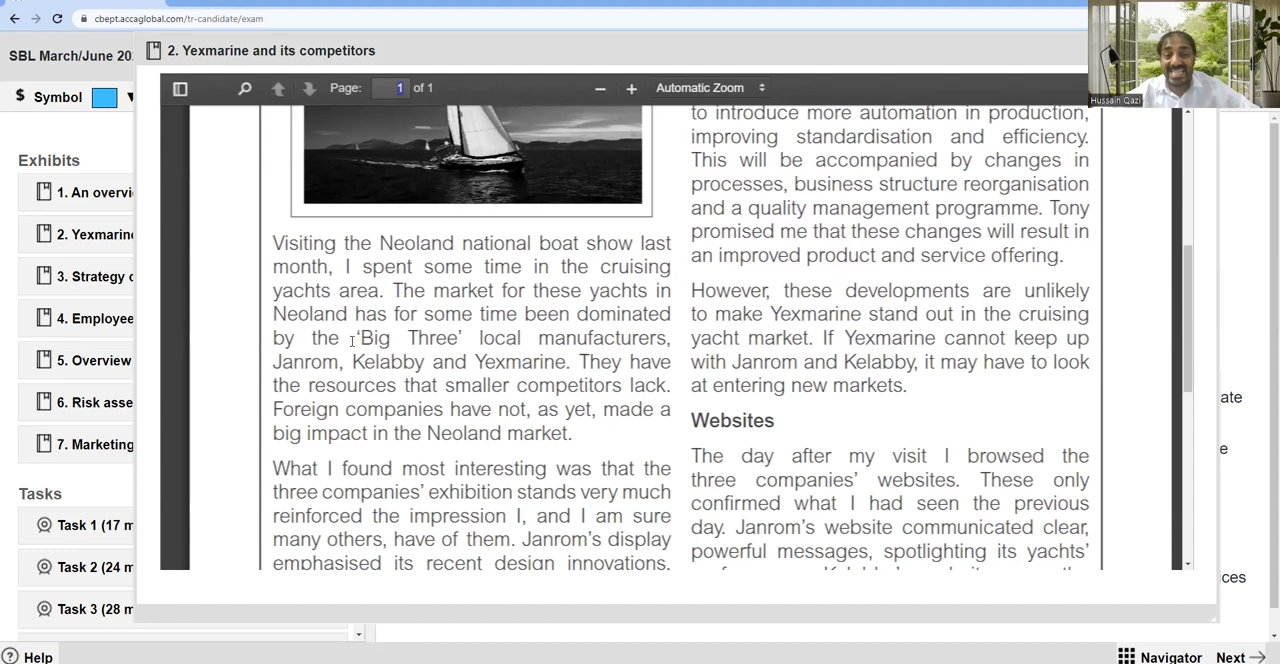 cbept.accaglobal.com/tr-candidate/exam
SBL March/June 20
2. Yexmarine and its competitors
Hussain Qazi
$ Symbol
Page: 1 of 1
Automatic Zoom
Exhibits
1. An overvi
2. Yexmarine
3. Strategy
4. Employee
5. Overview
6. Risk asse
7. Marketing
Tasks
Task 1 (17 m
Task 2 (24 m
Task 3 (28 m
Visiting the Neoland national boat show last
month, I spent some time in the cruising
yachts area. The market for these yachts in
Neoland has for some time been dominated
by the ‘Big Three’ local manufacturers,
Janrom, Kelabby and Yexmarine. They have
the resources that smaller competitors lack.
Foreign companies have not, as yet, made a
big impact in the Neoland market.
What I found most interesting was that the
three companies’ exhibition stands very much
reinforced the impression I, and I am sure
many others, have of them. Janrom’s display
emphasised its recent design innovations,
to introduce more automation in production,
improving standardisation and efficiency.
This will be accompanied by changes in
processes, business structure reorganisation
and a quality management programme. Tony
promised me that these changes will result in
an improved product and service offering.
However, these developments are unlikely
to make Yexmarine stand out in the cruising
yacht market. If Yexmarine cannot keep up
with Janrom and Kelabby, it may have to look
at entering new markets.
Websites
The day after my visit I browsed the
three companies’ websites. These only
confirmed what I had seen the previous
day. Janrom’s website communicated clear,
powerful messages, spotlighting its yachts’
ate
e
ices
Help
Navigator
Next